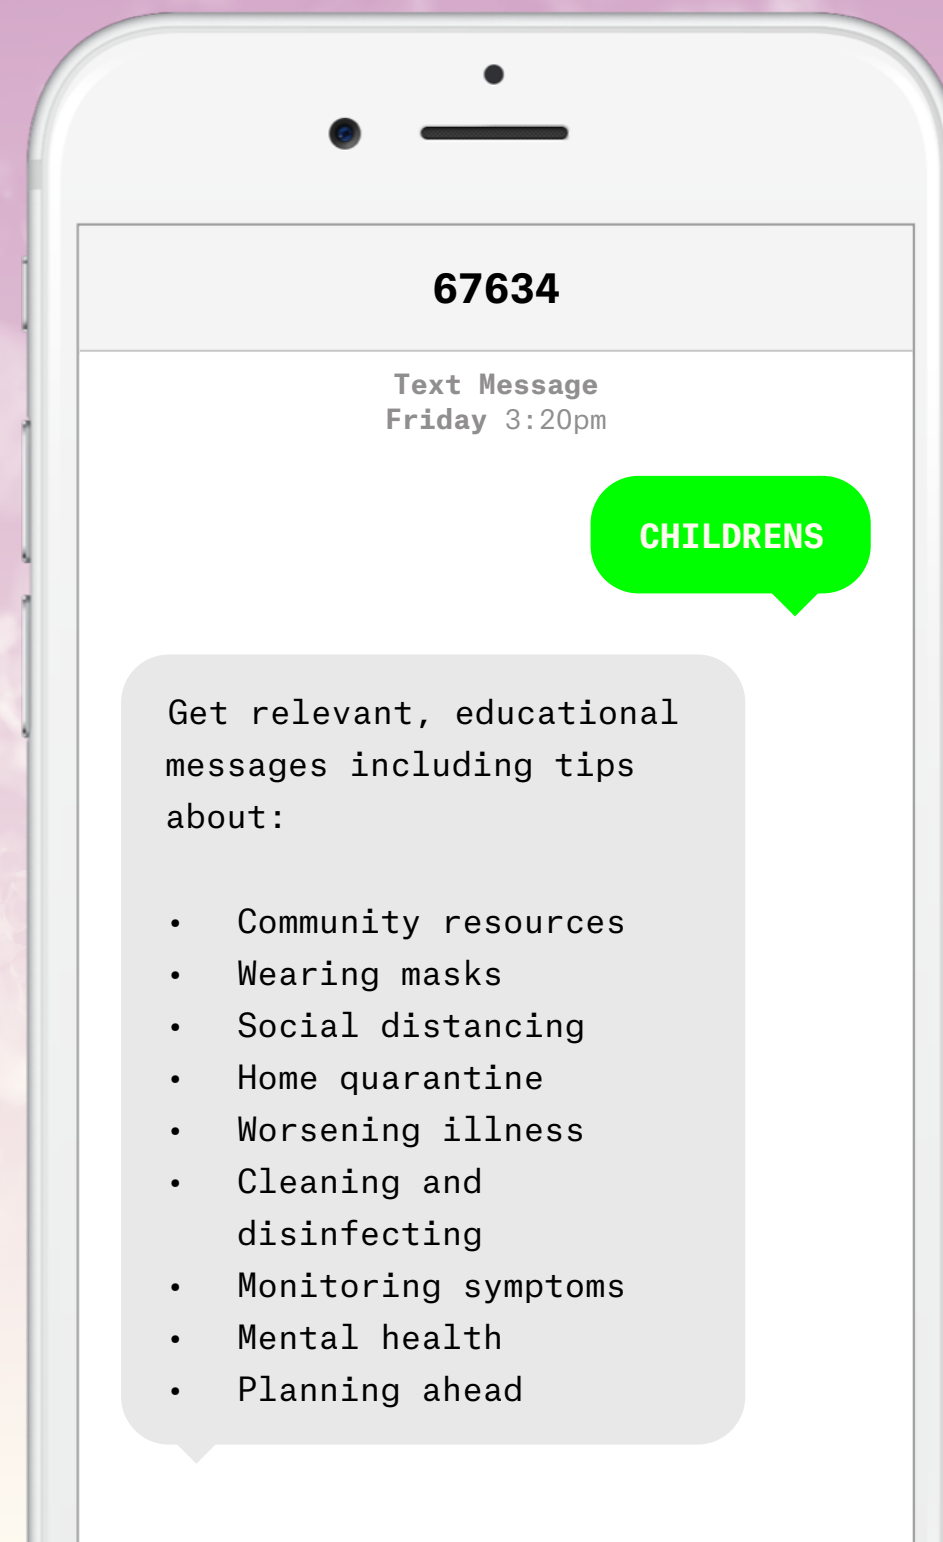 67634
Text Message
Friday 3:20pm
CHILDRENS
Get relevant, educational
messages including tips
about:
• Community resources
• Wearing masks
• Social distancing
• Home quarantine
• Worsening illness
• Cleaning and
disinfecting
• Monitoring symptoms
• Mental health
• Planning ahead